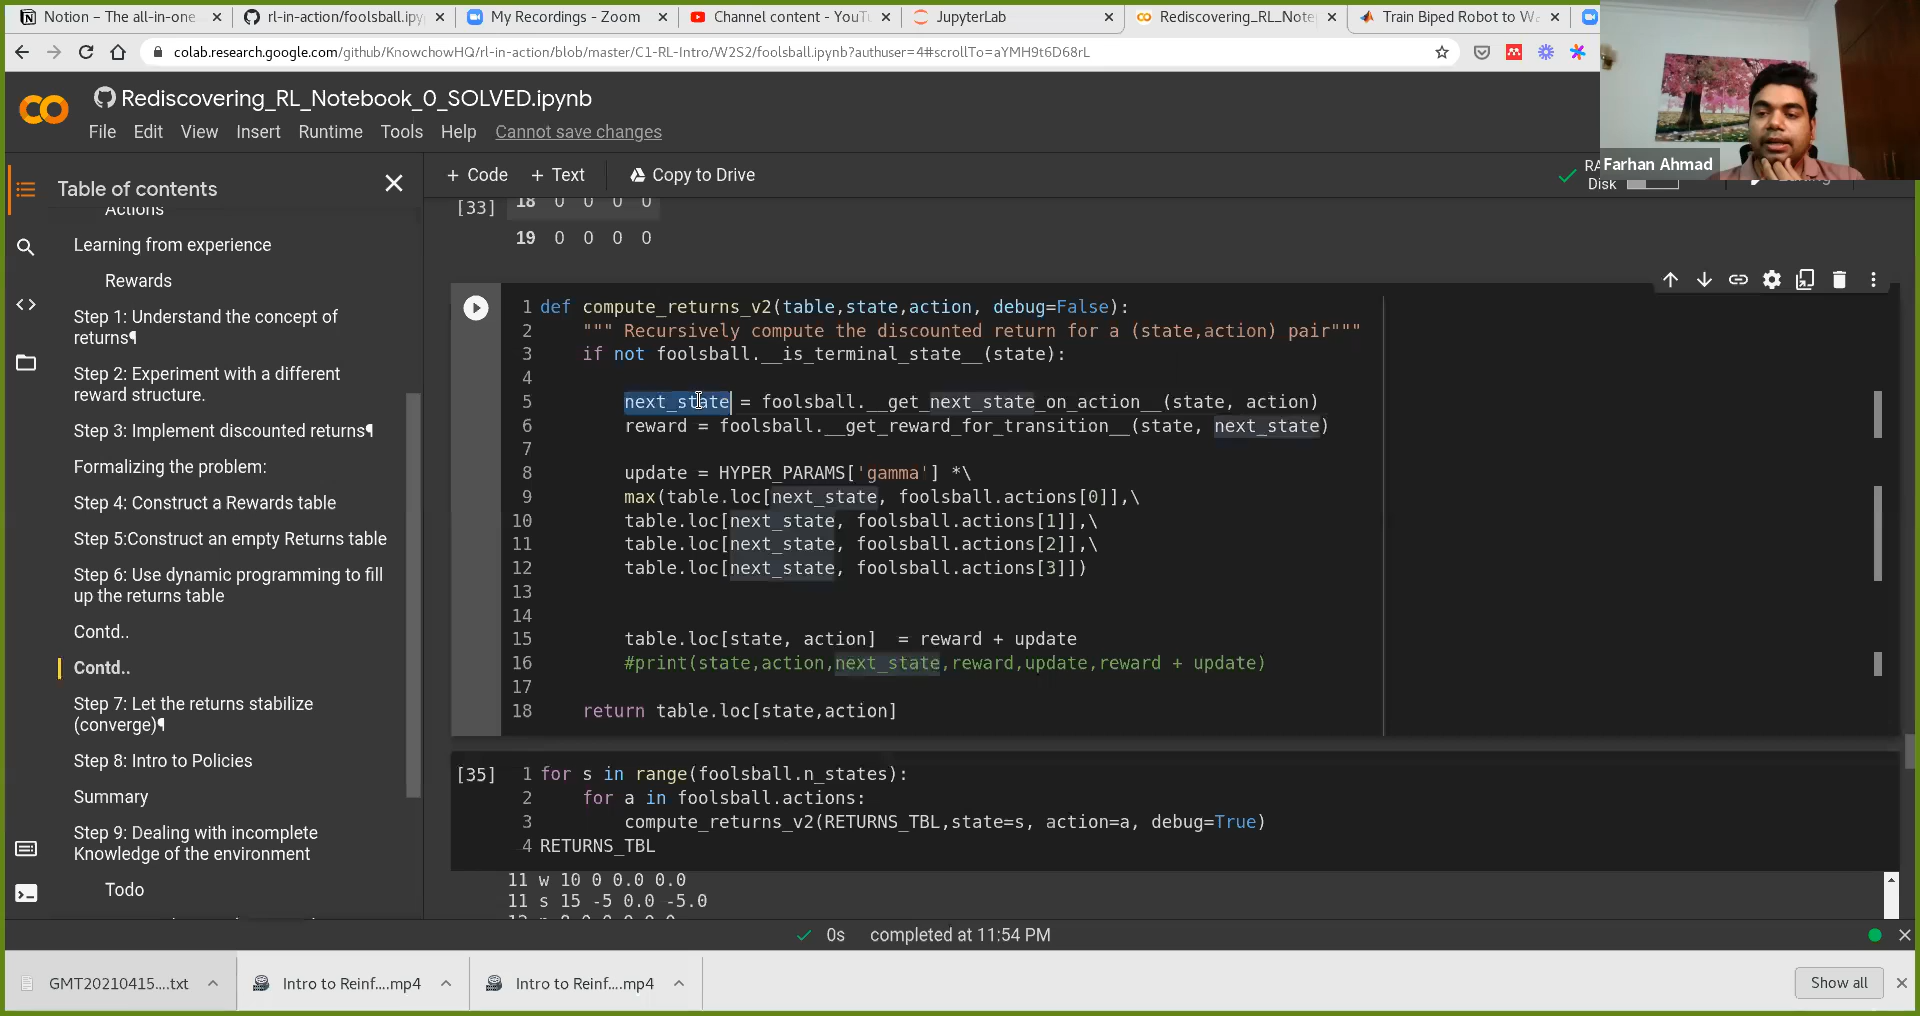 Notion – The all-in-one
rl-in-action/foolsball.ipy
My Recordings - Zoom
Channel content - YouTu
JupyterLab
Rediscovering_RL_Note
Train Biped Robot to Wa
colab.research.google.com/github/KnowchowHQ/rl-in-action/blob/master/C1-RL-Intro/W2S2/foolsball.ipynb?authuser=4#scrollTo=aYMH9t6D68rL
Rediscovering_RL_Notebook_0_SOLVED.ipynb
File Edit View Insert Runtime Tools Help Cannot save changes
Farhan Ahmad
Table of contents
+ Code + Text Copy to Drive
Disk
Actions
Learning from experience
Rewards
Step 1: Understand the concept of
returns¶
Step 2: Experiment with a different
reward structure.
Step 3: Implement discounted returns¶
Formalizing the problem:
Step 4: Construct a Rewards table
Step 5:Construct an empty Returns table
Step 6: Use dynamic programming to fill
up the returns table
Contd..
Contd..
Step 7: Let the returns stabilize
(converge)¶
Step 8: Intro to Policies
Summary
Step 9: Dealing with incomplete
Knowledge of the environment
Todo
[33] 18 0 0 0 0
19 0 0 0 0
1 def compute_returns_v2(table,state,action, debug=False):
2 """ Recursively compute the discounted return for a (state,action) pair"""
3 if not foolsball.__is_terminal_state__(state):
4
5 next_state = foolsball.__get_next_state_on_action__(state, action)
6 reward = foolsball.__get_reward_for_transition__(state, next_state)
7
8 update = HYPER_PARAMS['gamma'] *\
9 max(table.loc[next_state, foolsball.actions[0]],\
10 table.loc[next_state, foolsball.actions[1]],\
11 table.loc[next_state, foolsball.actions[2]],\
12 table.loc[next_state, foolsball.actions[3]])
13
14
15 table.loc[state, action] = reward + update
16 #print(state,action,next_state,reward,update,reward + update)
17
18 return table.loc[state,action]
[35] 1 for s in range(foolsball.n_states):
2 for a in foolsball.actions:
3 compute_returns_v2(RETURNS_TBL,state=s, action=a, debug=True)
4 RETURNS_TBL
11 w 10 0 0.0 0.0
11 s 15 -5 0.0 -5.0
0s completed at 11:54 PM
GMT20210415....txt
Intro to Reinf....mp4
Intro to Reinf....mp4
Show all